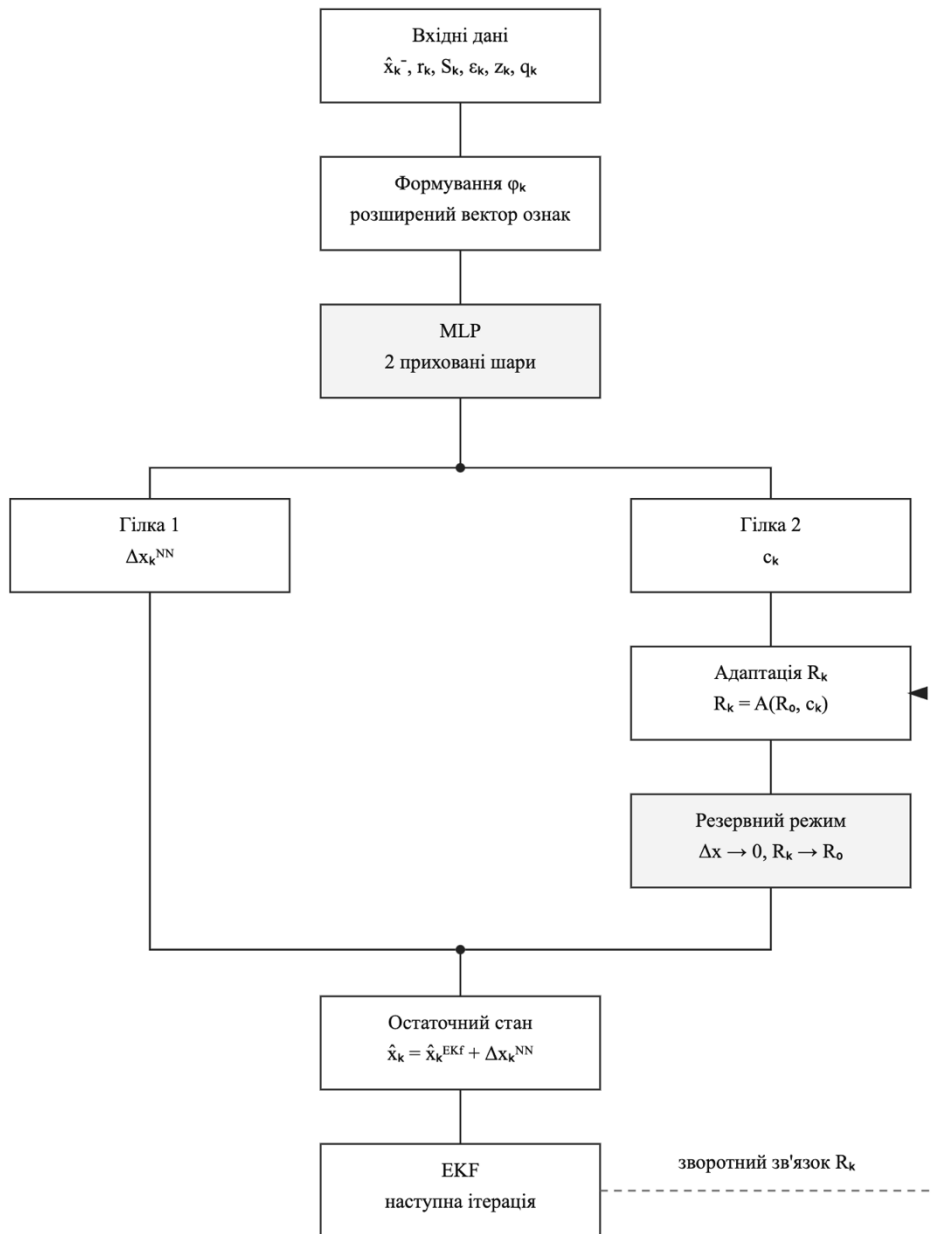 Вхідні дані
x̂ₖ⁻, rₖ, Sₖ, εₖ, zₖ, qₖ
Формування φₖ
розширений вектор ознак
MLP
2 приховані шари
Гілка 1
Δxₖᴺᴺ
Гілка 2
cₖ
Адаптація Rₖ
Rₖ = A(R₀, cₖ)
Резервний режим
Δx → 0, Rₖ → R₀
Остаточний стан
x̂ₖ = x̂ₖᴱᴷᶠ + Δxₖᴺᴺ
EKF
наступна ітерація
зворотний зв'язок Rₖ